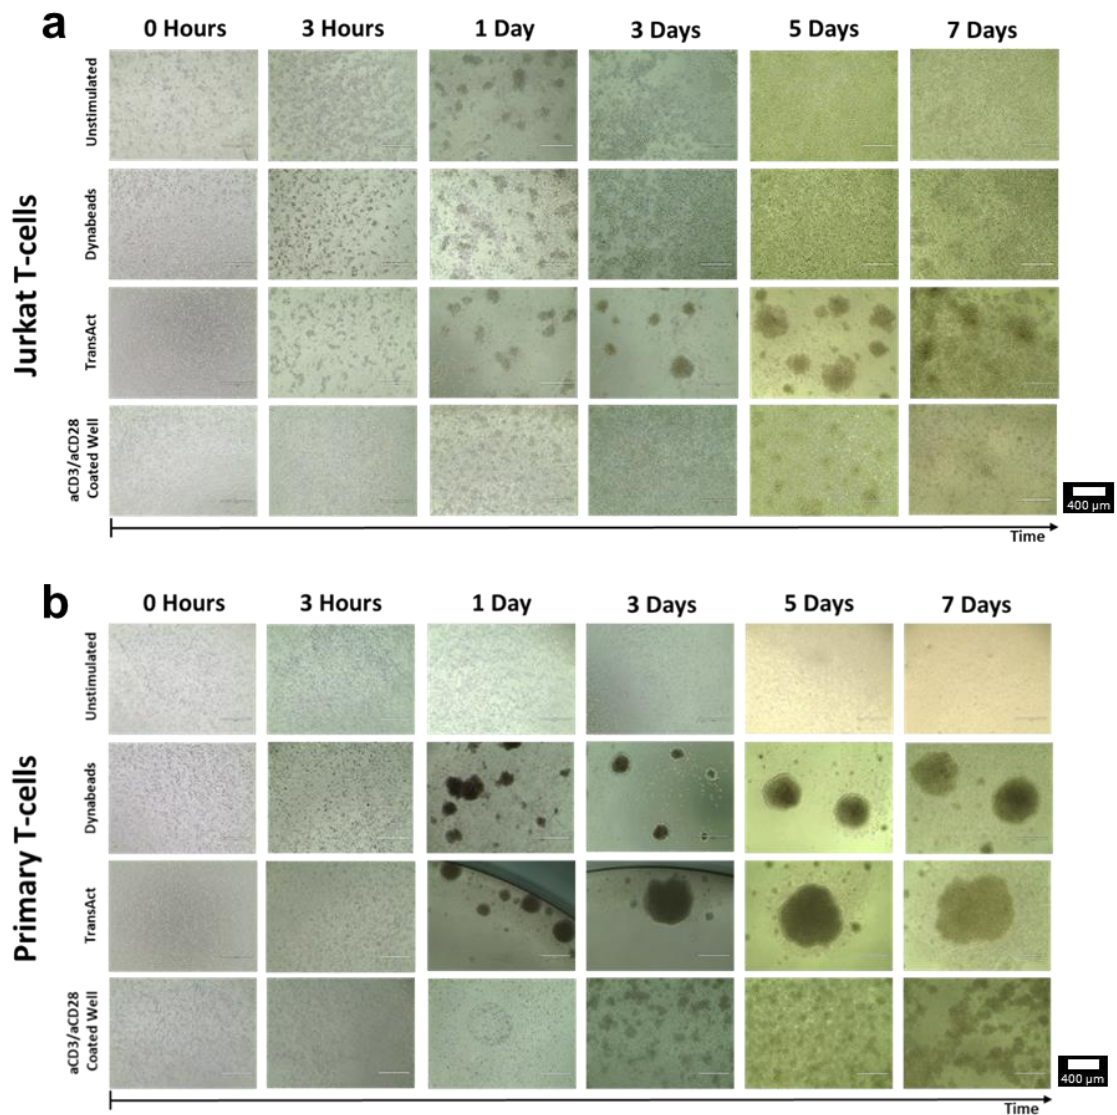 a
0 Hours 3 Hours 1 Day 3 Days 5 Days 7 Days
Jurkat T-cells
Unstimulated
Dynabeads
TransAct
aCD3/aCD28
Coated Well
400 µm
Time
b
0 Hours 3 Hours 1 Day 3 Days 5 Days 7 Days
Primary T-cells
Unstimulated
Dynabeads
TransAct
aCD3/aCD28
Coated Well
400 µm
Time